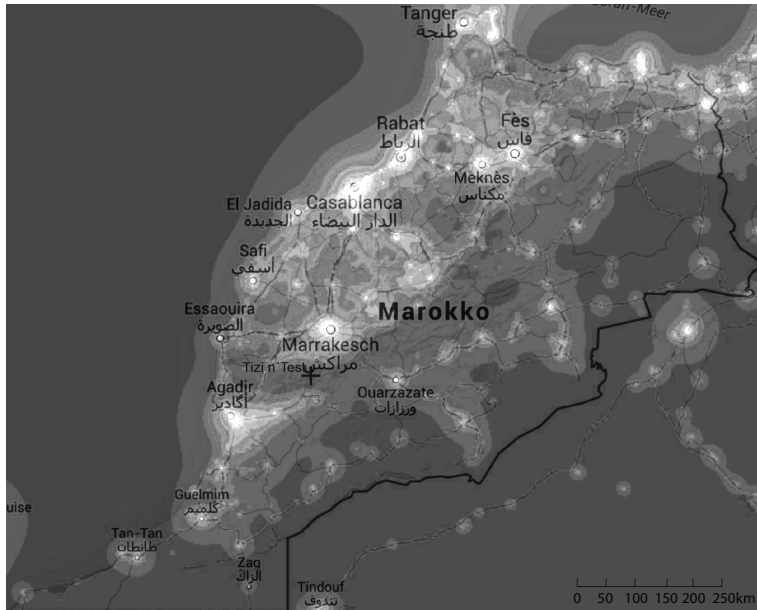 Tanger
طنجة
Rabat
الرباط
Fès
فاس
Meknès
مكناس
El Jadida
الجديدة
Casablanca
الدار البيضاء
Safi
أسفي
Essaouira
الصويرة
Marokko
Marrakesch
مراكش
Tizi n'Test
Agadir
أكادير
Ouarzazate
ورزازات
Guelmim
كلميم
uise
Tan-Tan
طانطان
Zag
الزاك
Tindouf
تندوف
0 50 100 150 200 250km